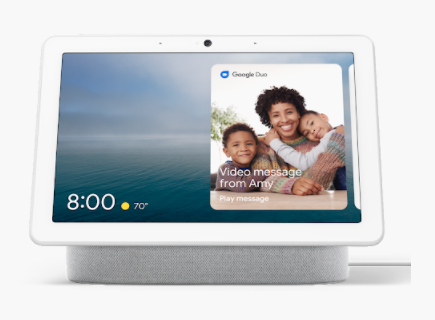 Google Duo
Video message
from Amy
Play message
8:00 70°